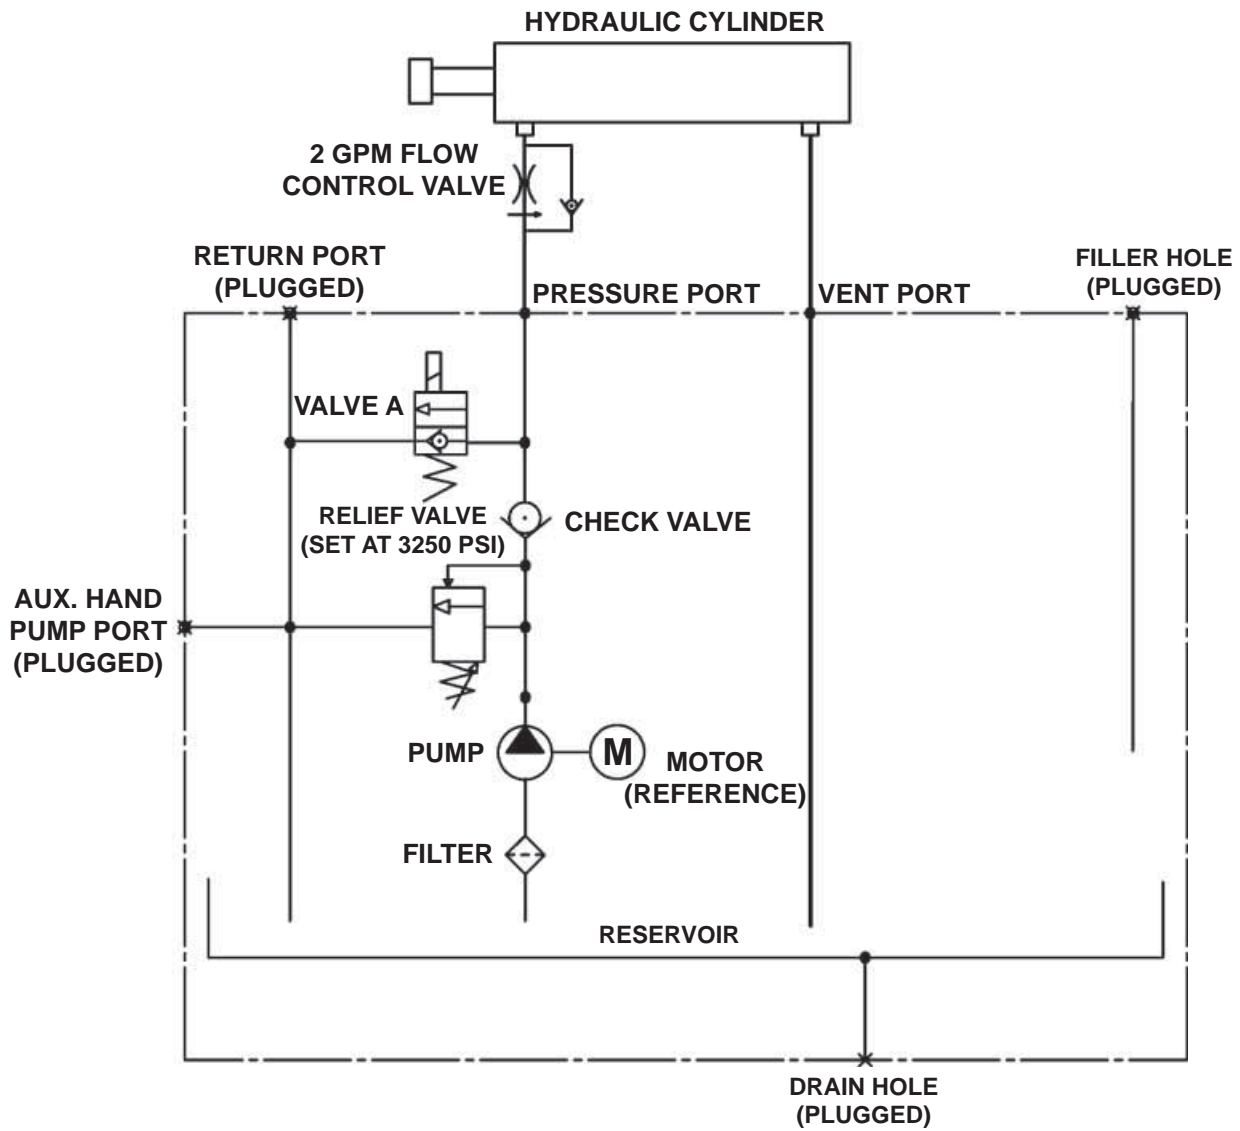 HYDRAULIC CYLINDER
2 GPM FLOW
CONTROL VALVE
RETURN PORT
(PLUGGED)
PRESSURE PORT
VENT PORT
FILLER HOLE
(PLUGGED)
VALVE A
RELIEF VALVE
(SET AT 3250 PSI)
CHECK VALVE
AUX. HAND
PUMP PORT
(PLUGGED)
PUMP
M
MOTOR
(REFERENCE)
FILTER
RESERVOIR
DRAIN HOLE
(PLUGGED)